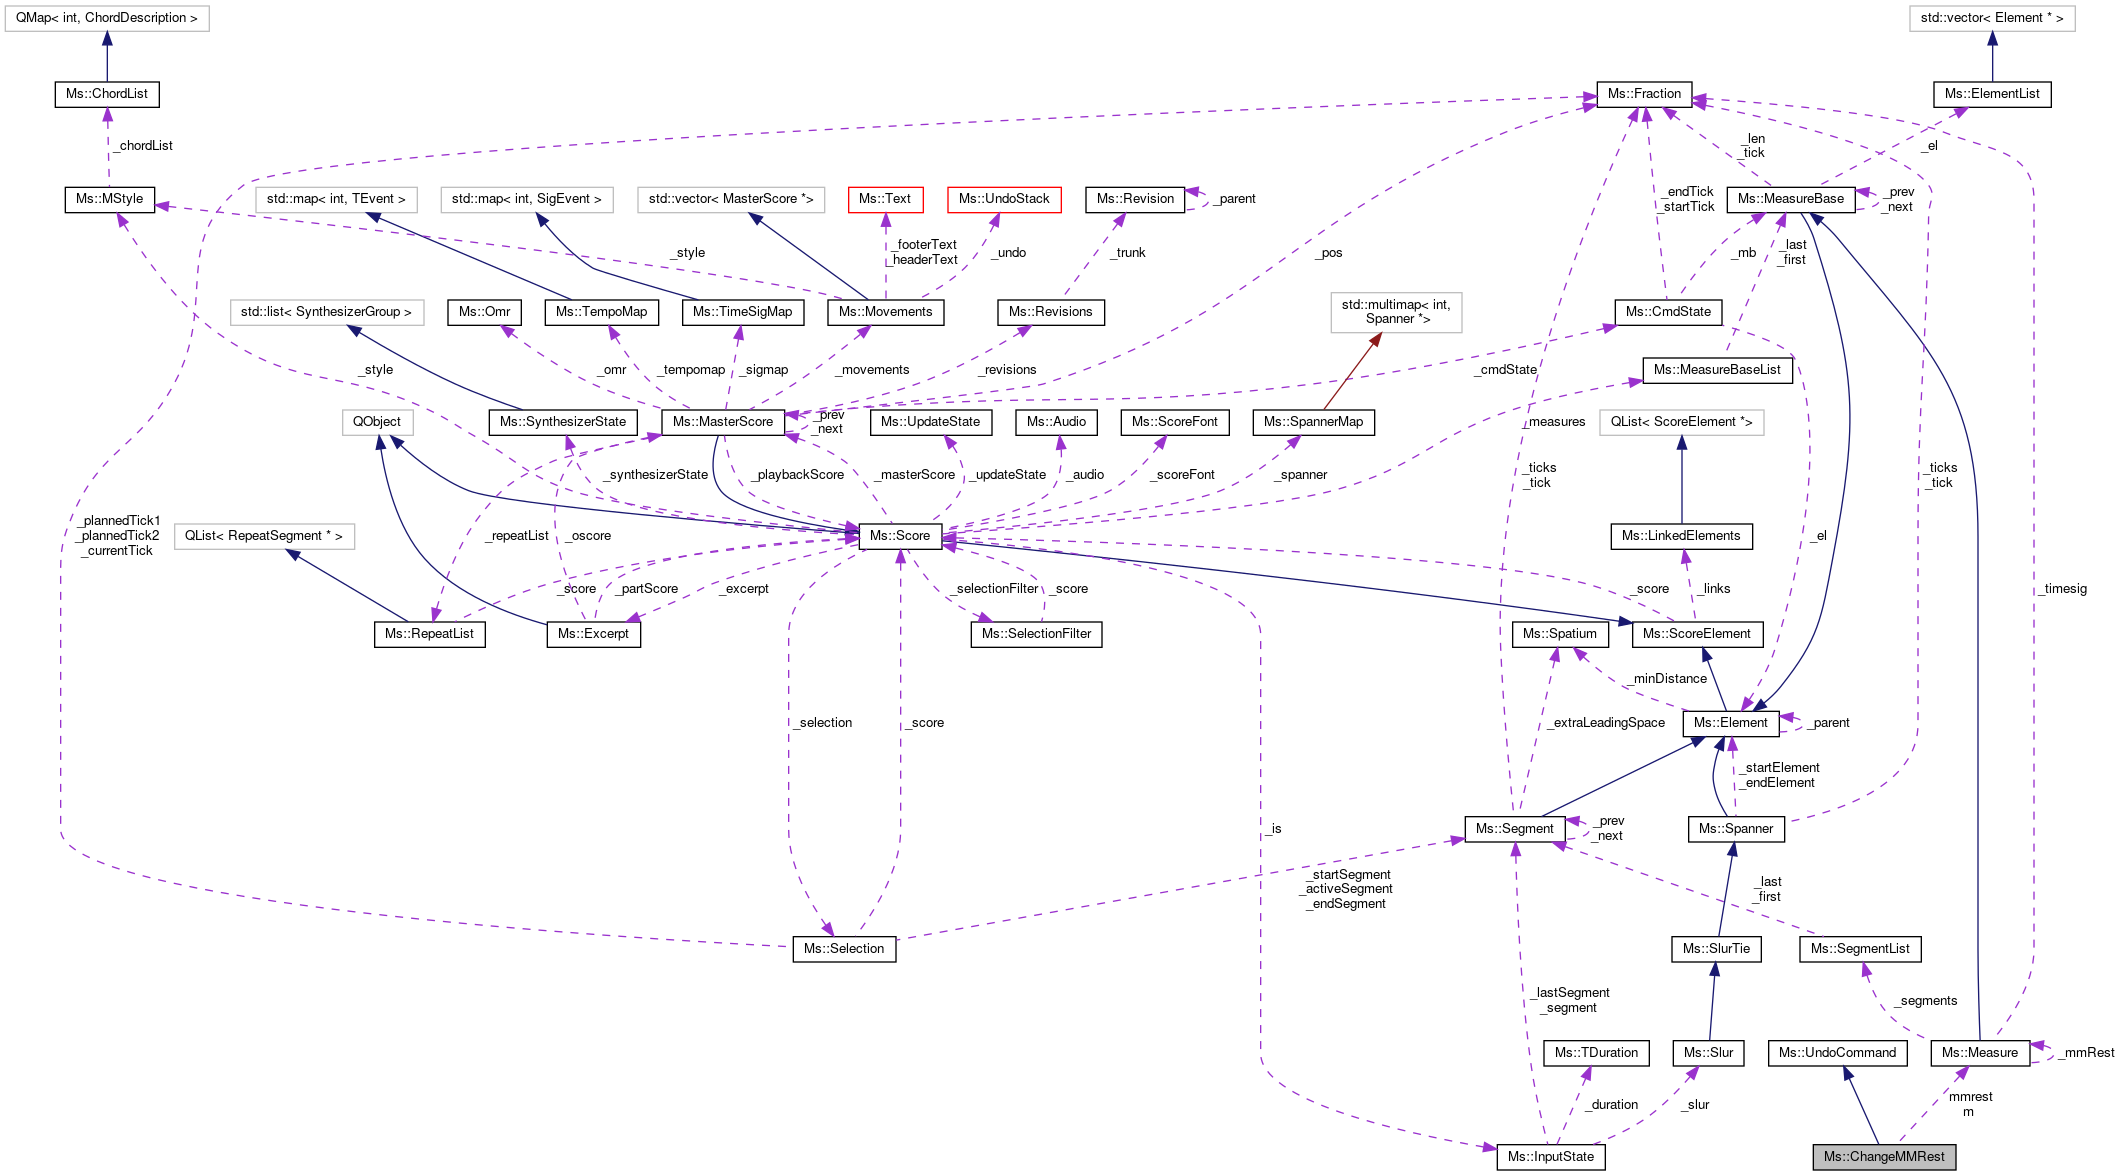 QMap< int, ChordDescription >
std::vector< Element * >
Ms::ChordList
Ms::Fraction
Ms::ElementList
_chordList
_len
_tick
_el
Ms::MStyle
std::map< int, TEvent >
std::map< int, SigEvent >
std::vector< MasterScore *>
Ms::Text
Ms::UndoStack
Ms::Revision
_parent
_endTick
_startTick
Ms::MeasureBase
_prev
_next
_style
_footerText
_headerText
_undo
_trunk
_pos
_mb
_last
_first
std::list< SynthesizerGroup >
Ms::Omr
Ms::TempoMap
Ms::TimeSigMap
Ms::Movements
Ms::Revisions
std::multimap< int,
Spanner *>
Ms::CmdState
_style
_omr
_tempomap
_sigmap
_movements
_revisions
_cmdState
Ms::MeasureBaseList
QObject
Ms::SynthesizerState
Ms::MasterScore
_prev
_next
Ms::UpdateState
Ms::Audio
Ms::ScoreFont
Ms::SpannerMap
_measures
QList< ScoreElement *>
_synthesizerState
_playbackScore
_masterScore
_updateState
_audio
_scoreFont
_spanner
_ticks
_tick
_ticks
_tick
_plannedTick1
_plannedTick2
_currentTick
QList< RepeatSegment * >
_repeatList
_oscore
Ms::Score
Ms::LinkedElements
_el
_score
_partScore
_excerpt
_selectionFilter
_score
_score
_links
_timesig
Ms::RepeatList
Ms::Excerpt
Ms::SelectionFilter
Ms::Spatium
Ms::ScoreElement
_minDistance
_selection
_score
_extraLeadingSpace
Ms::Element
_parent
_startElement
_endElement
_is
Ms::Segment
_prev
_next
Ms::Spanner
_startSegment
_activeSegment
_endSegment
_last
_first
Ms::Selection
Ms::SlurTie
Ms::SegmentList
_lastSegment
_segment
_segments
Ms::TDuration
Ms::Slur
Ms::UndoCommand
Ms::Measure
_mmRest
_duration
_slur
mmrest
m
Ms::InputState
Ms::ChangeMMRest